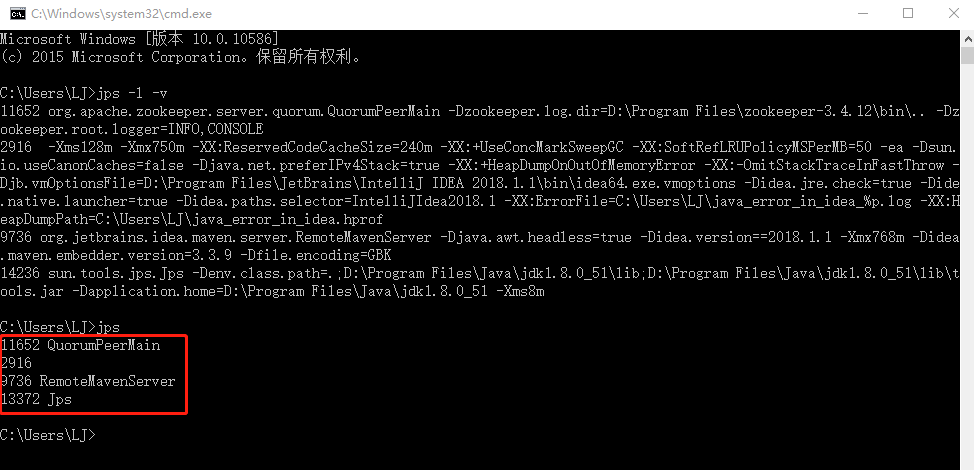 C:\Windows\system32\cmd.exe
Microsoft Windows [版本 10.0.10586]
(c) 2015 Microsoft Corporation。保留所有权利。
C:\Users\LJ>jps -l -v
11652 org.apache.zookeeper.server.quorum.QuorumPeerMain -Dzookeeper.log.dir=D:\Program Files\zookeeper-3.4.12\bin\.. -Dz
ookeeper.root.logger=INFO,CONSOLE
2916  -Xms128m -Xmx750m -XX:ReservedCodeCacheSize=240m -XX:+UseConcMarkSweepGC -XX:SoftRefLRUPolicyMSPerMB=50 -ea -Dsun.
io.useCanonCaches=false -Djava.net.preferIPv4Stack=true -XX:+HeapDumpOnOutOfMemoryError -XX:-OmitStackTraceInFastThrow -
Djb.vmOptionsFile=D:\Program Files\JetBrains\IntelliJ IDEA 2018.1.1\bin\idea64.exe.vmoptions -Didea.jre.check=true -Dide
.native.launcher=true -Didea.paths.selector=IntelliJIdea2018.1 -XX:ErrorFile=C:\Users\LJ\java_error_in_idea_%p.log -XX:H
eapDumpPath=C:\Users\LJ\java_error_in_idea.hprof
9736 org.jetbrains.idea.maven.server.RemoteMavenServer -Djava.awt.headless=true -Didea.version==2018.1.1 -Xmx768m -Didea
.maven.embedder.version=3.3.9 -Dfile.encoding=GBK
14236 sun.tools.jps.Jps -Denv.class.path=.;D:\Program Files\Java\jdk1.8.0_51\lib;D:\Program Files\Java\jdk1.8.0_51\lib\t
ools.jar -Dapplication.home=D:\Program Files\Java\jdk1.8.0_51 -Xms8m
C:\Users\LJ>jps
11652 QuorumPeerMain
2916
9736 RemoteMavenServer
13372 Jps
C:\Users\LJ>